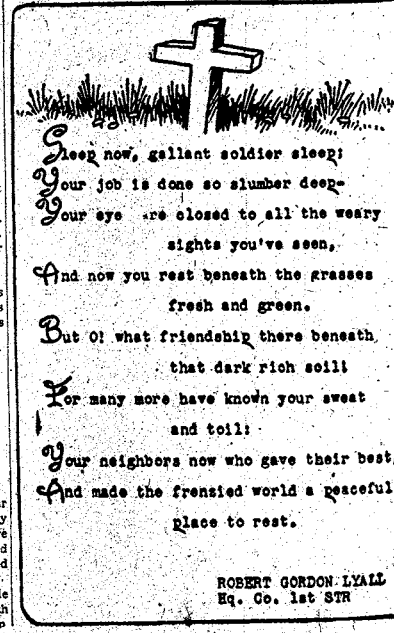 Sleep now, gallant soldier sleep;
Your job is done so slumber deep-
Your eye are closed to all the weary
sights you've seen,
And now you rest beneath the grasses
fresh and green.
But O! what friendship there beneath
that dark rich soil!
For many more have known your sweat
and toil:
Your neighbors now who gave their best,
And made the frenzied world a peaceful
place to rest.
ROBERT GORDON LYALL
Hq. Co. 1st STR